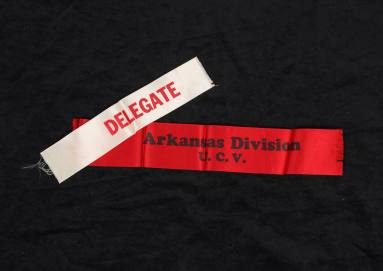 DELEGATE
Arkansas Division
U. C. V.